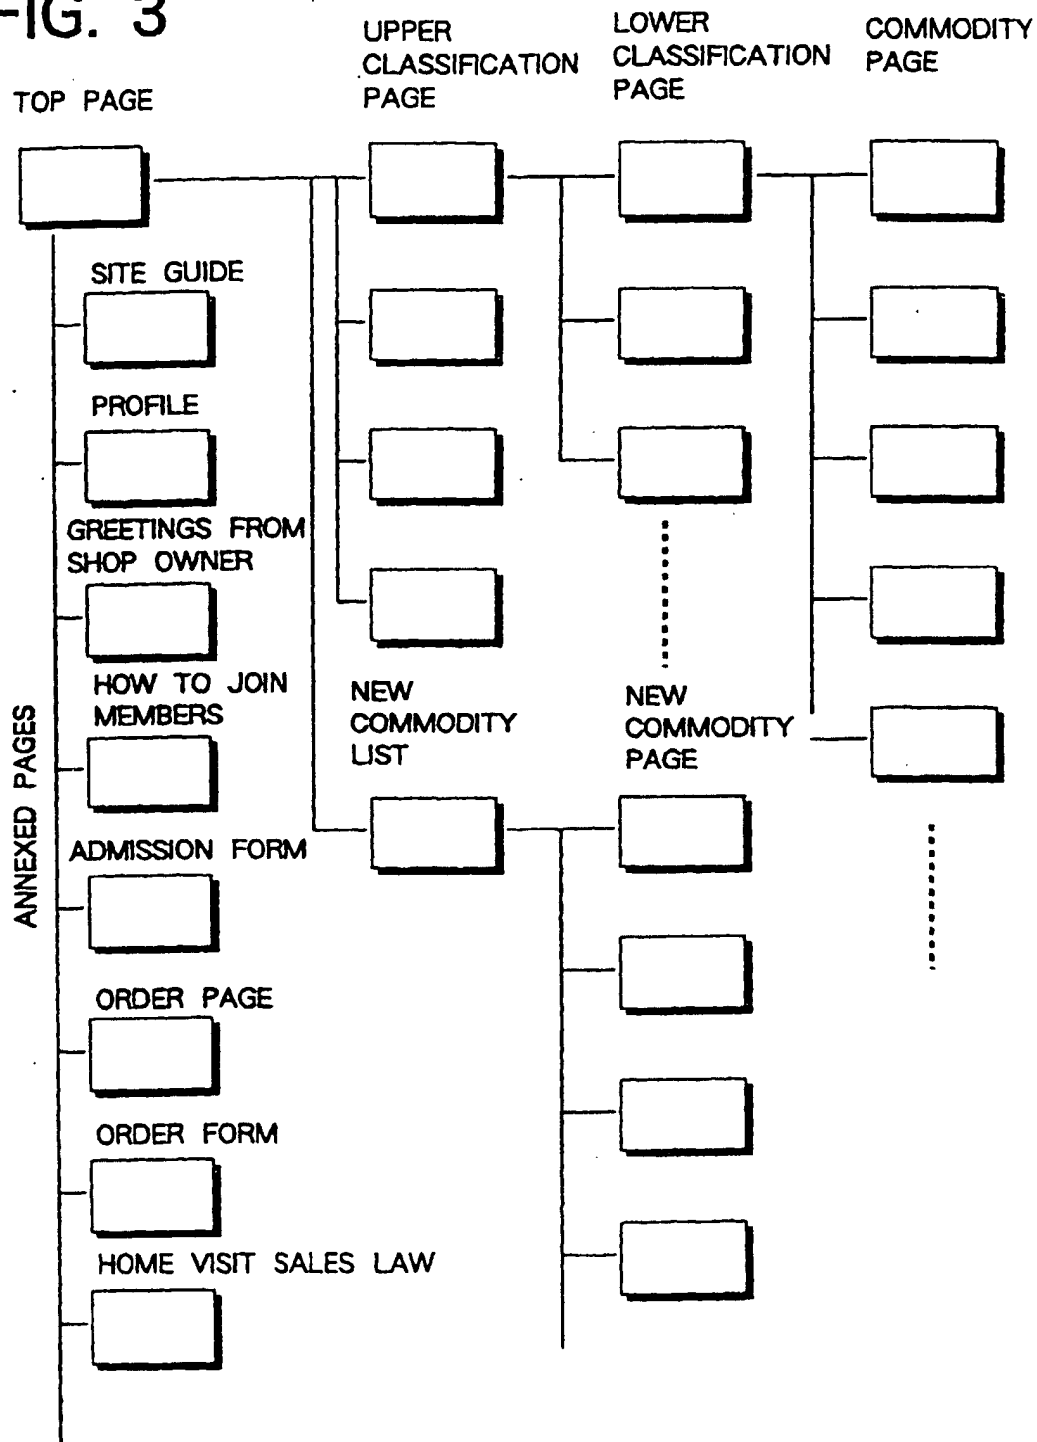 FIG. 3
UPPER
CLASSIFICATION
PAGE
LOWER
CLASSIFICATION
PAGE
COMMODITY
PAGE
TOP PAGE
SITE GUIDE
PROFILE
GREETINGS FROM
SHOP OWNER
HOW TO JOIN
MEMBERS
ANNEXED PAGES
ADMISSION FORM
ORDER PAGE
ORDER FORM
HOME VISIT SALES LAW
NEW
COMMODITY
LIST
NEW
COMMODITY
PAGE